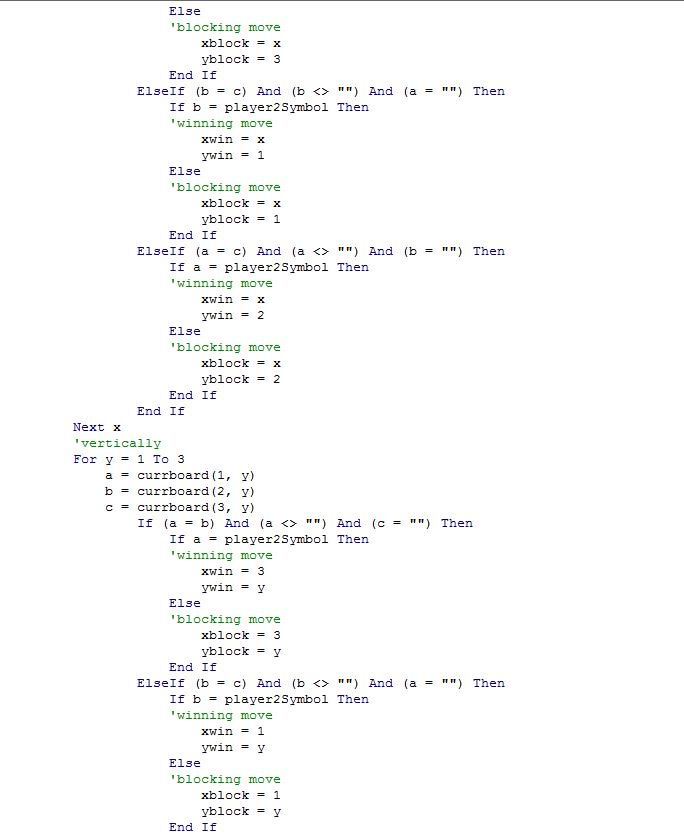 Else
'blocking move
xblock = x
yblock = 3
End If
ElseIf (b = c) And (b <> "") And (a = "") Then
If b = player2Symbol Then
'winning move
xwin = x
ywin = 1
Else
'blocking move
xblock = x
yblock = 1
End If
ElseIf (a = c) And (a <> "") And (b = "") Then
If a = player2Symbol Then
'winning move
xwin = x
ywin = 2
Else
'blocking move
xblock = x
yblock = 2
End If
End If
Next x
'vertically
For y = 1 To 3
a = currboard(1, y)
b = currboard(2, y)
c = currboard(3, y)
If (a = b) And (a <> "") And (c = "") Then
If a = player2Symbol Then
'winning move
xwin = 3
ywin = y
Else
'blocking move
xblock = 3
yblock = y
End If
ElseIf (b = c) And (b <> "") And (a = "") Then
If b = player2Symbol Then
'winning move
xwin = 1
ywin = y
Else
'blocking move
xblock = 1
yblock = y
End If